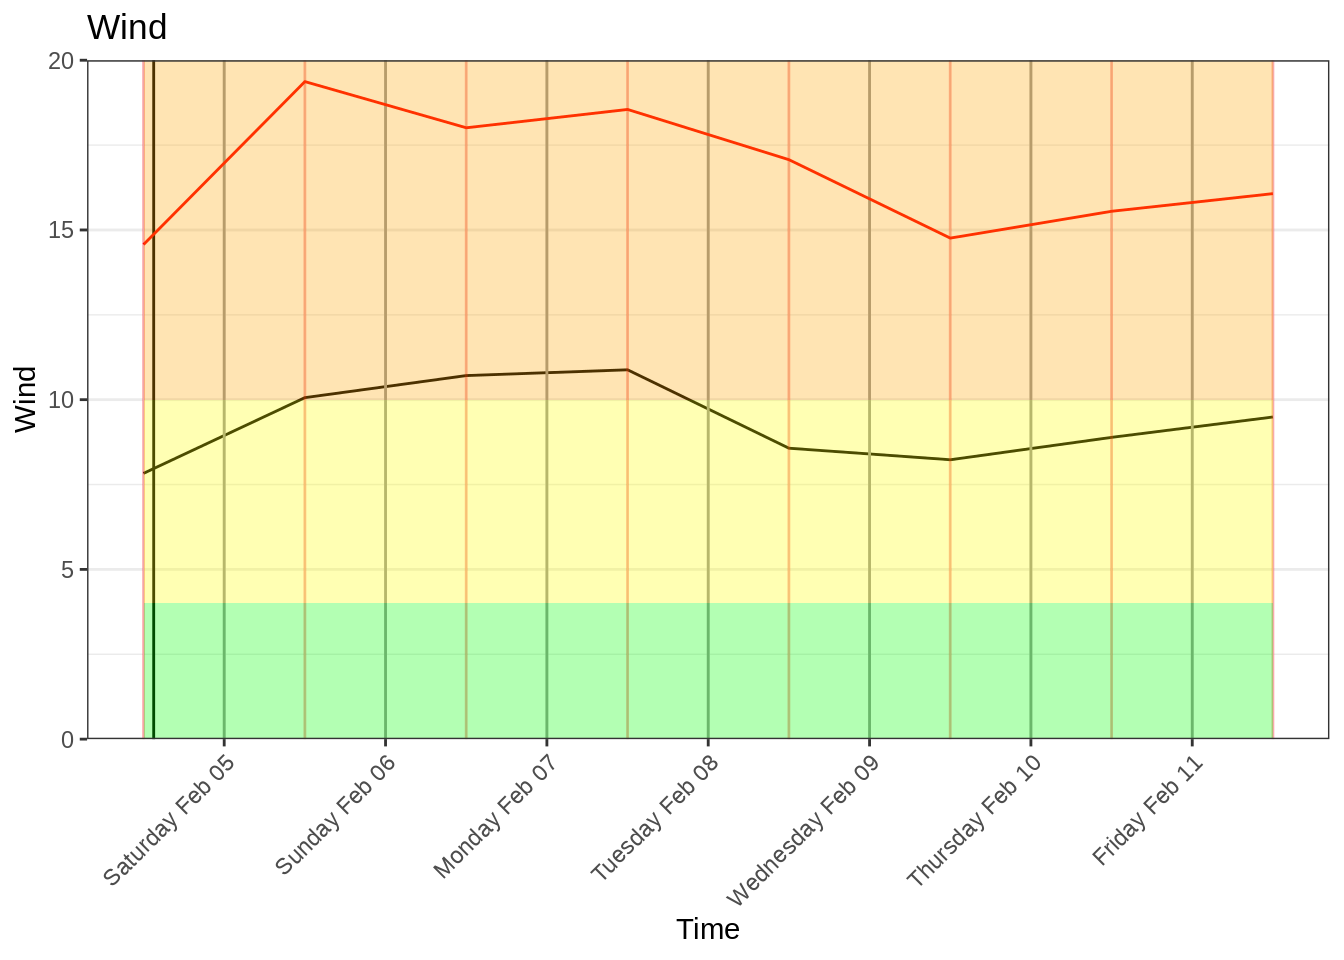 Wind
20
15
10
5
0
Wind
Saturday Feb 05
Sunday Feb 06
Monday Feb 07
Tuesday Feb 08
Wednesday Feb 09
Thursday Feb 10
Friday Feb 11
Time